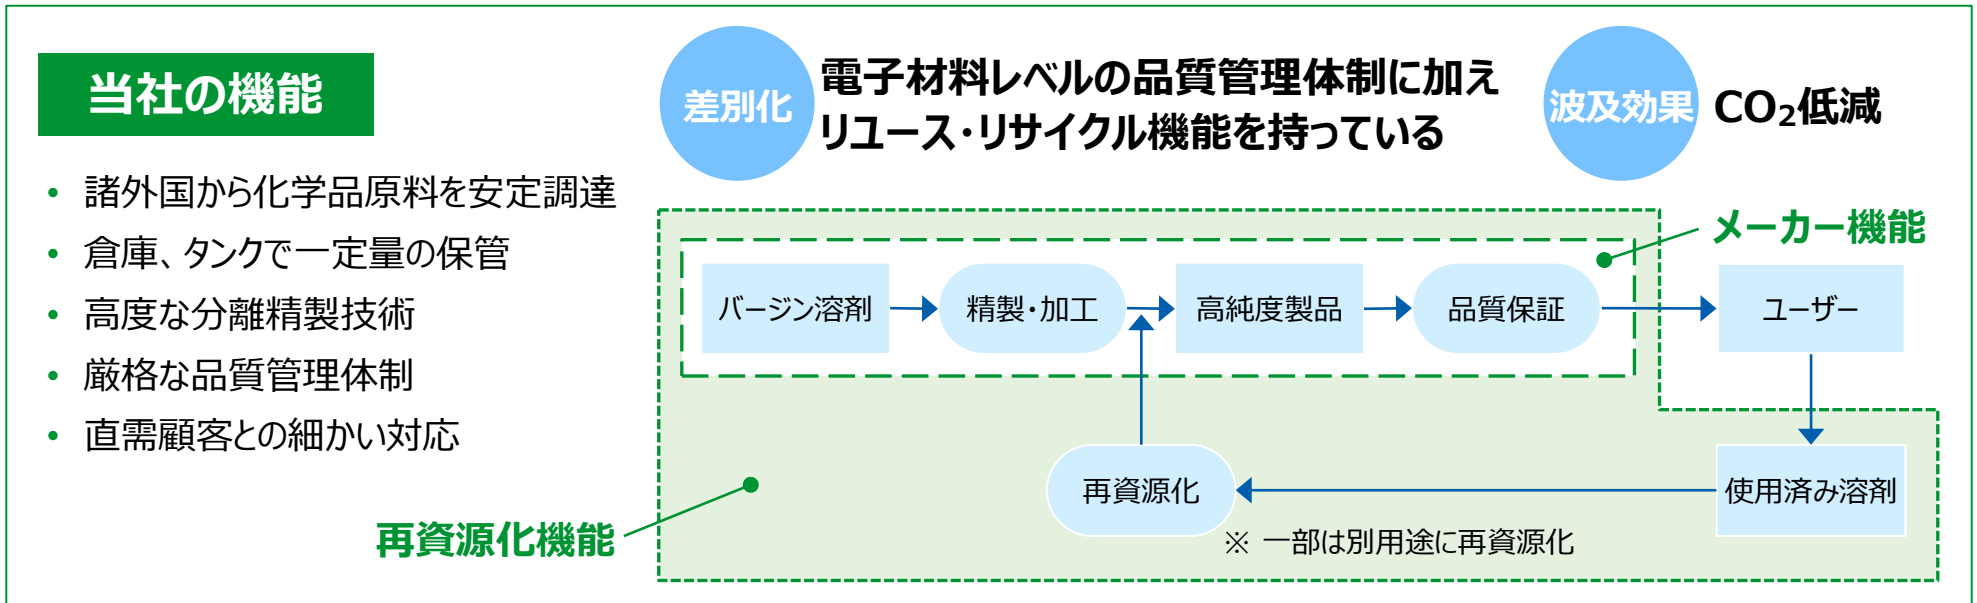 当社の機能
・諸外国から化学品原料を安定調達
・倉庫、タンクで一定量の保管
・高度な分離精製技術
・厳格な品質管理体制
・直需顧客との細かい対応
差別化
電子材料レベルの品質管理体制に加え
リユース・リサイクル機能を持っている
波及効果
CO₂低減
メーカー機能
バージン溶剤
精製・加工
高純度製品
品質保証
ユーザー
再資源化
使用済み溶剤
再資源化機能
※ 一部は別用途に再資源化